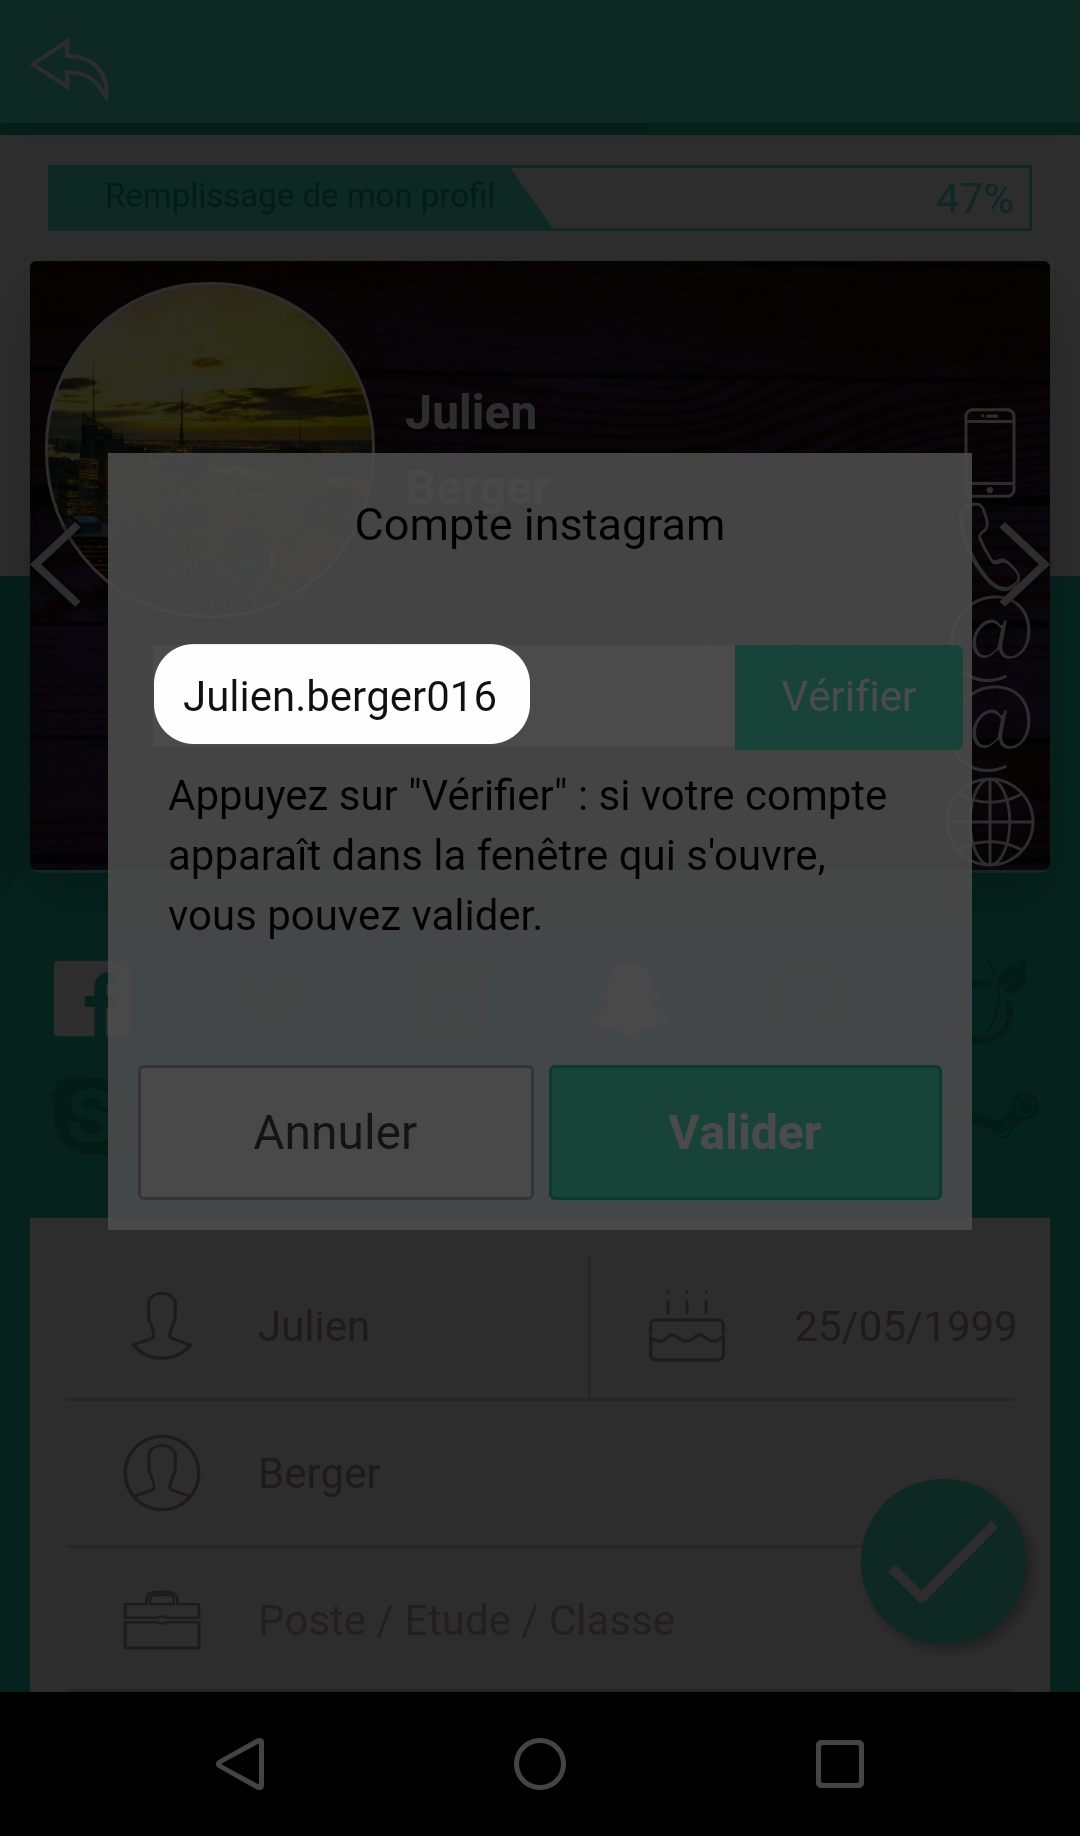 Remplissage de mon profil
47%
Julien
Berger
Compte instagram
Julien.berger016
Vérifier
Appuyez sur "Vérifier" : si votre compte
apparaît dans la fenêtre qui s'ouvre,
vous pouvez valider.
Annuler
Valider
Julien
25/05/1999
Berger
Poste / Etude / Classe